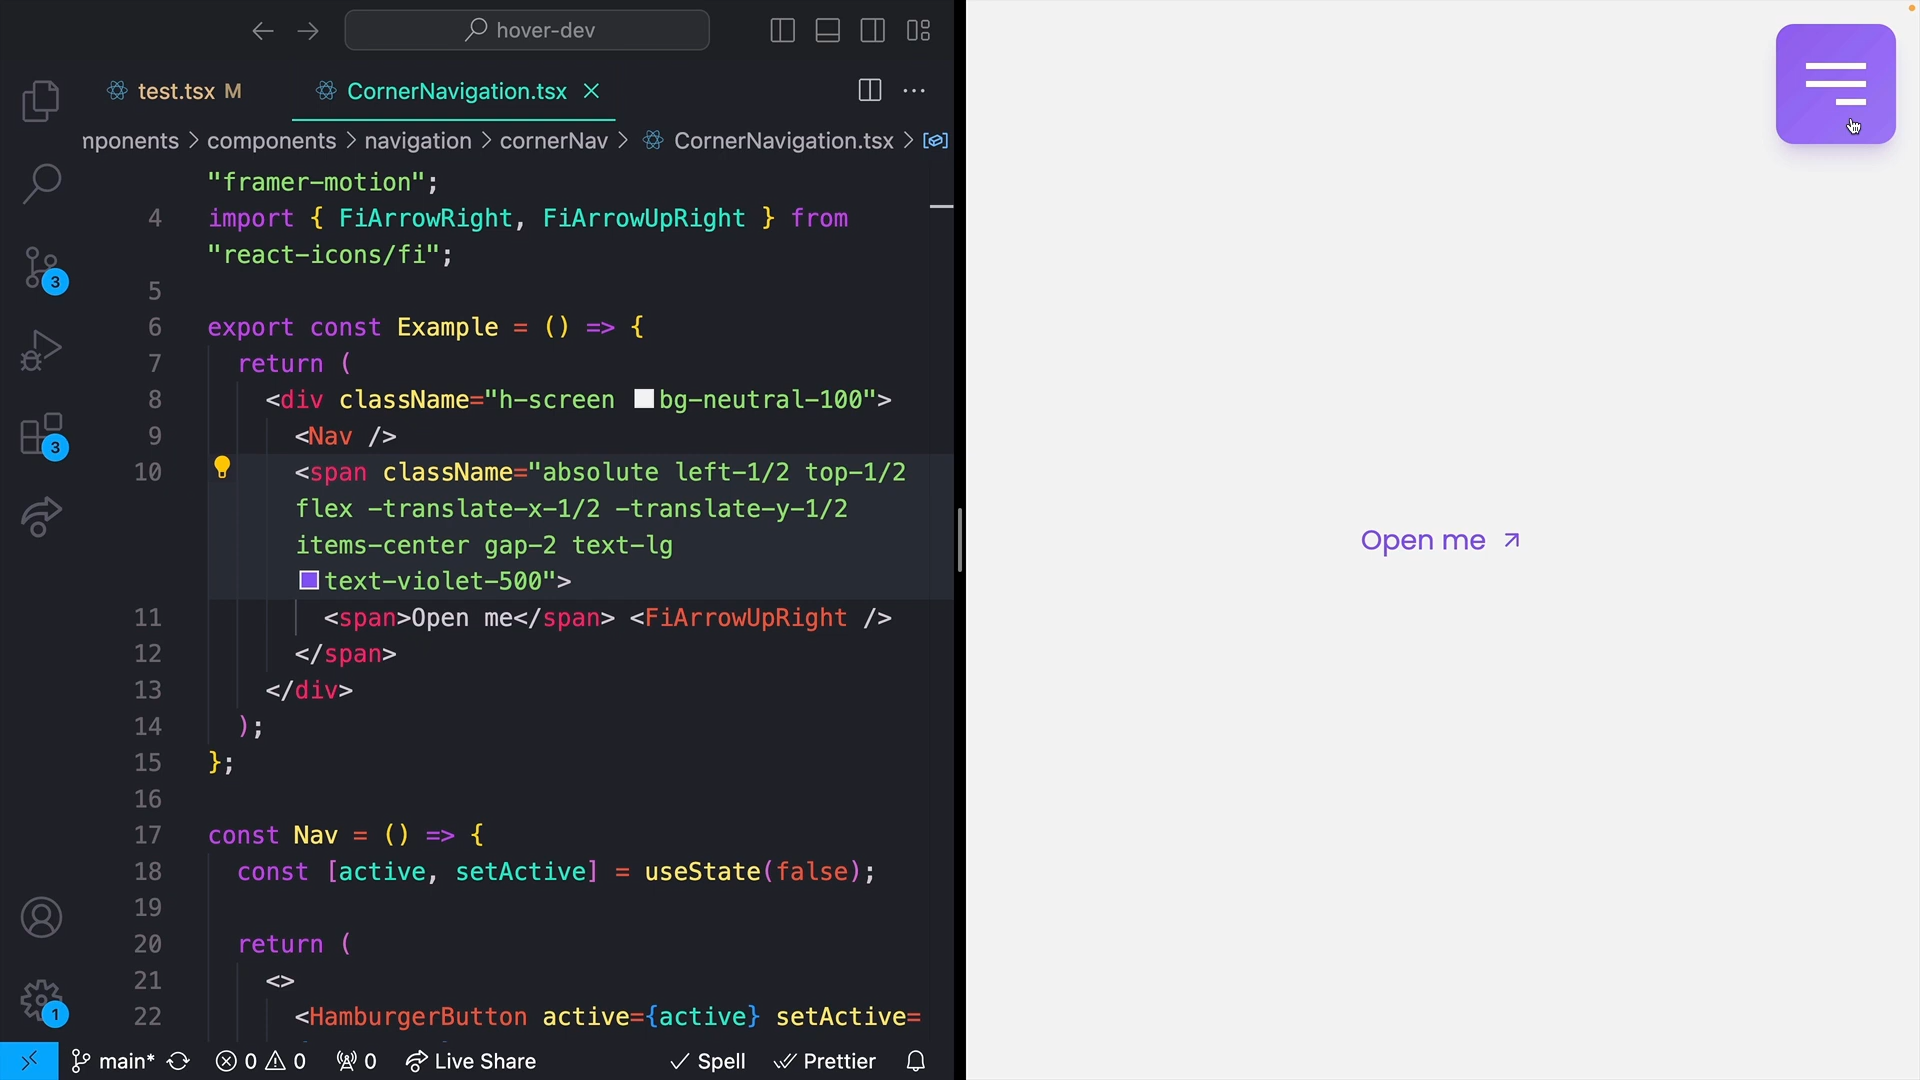 hover-dev
test.tsx M
CornerNavigation.tsx
mponents > components > navigation > cornerNav > CornerNavigation.tsx >
"framer-motion";
4 import { FiArrowRight, FiArrowUpRight } from
"react-icons/fi";
5
6 export const Example = () => {
7 return (
8 <div className="h-screen bg-neutral-100">
9 <Nav />
10 <span className="absolute left-1/2 top-1/2
flex -translate-x-1/2 -translate-y-1/2
items-center gap-2 text-lg
text-violet-500">
11 <span>Open me</span> <FiArrowUpRight />
12 </span>
13 </div>
14 );
15 };
16
17 const Nav = () => {
18 const [active, setActive] = useState(false);
19
20 return (
21 <>
22 <HamburgerButton active={active} setActive=
3
3
1
main* 0 0 0 Live Share Spell Prettier
Open me